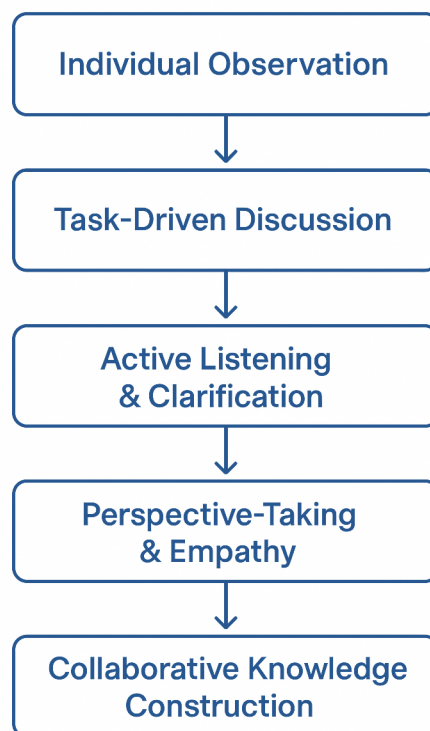 Individual Observation
Task-Driven Discussion
Active Listening
& Clarification
Perspective-Taking
& Empathy
Collaborative Knowledge
Construction